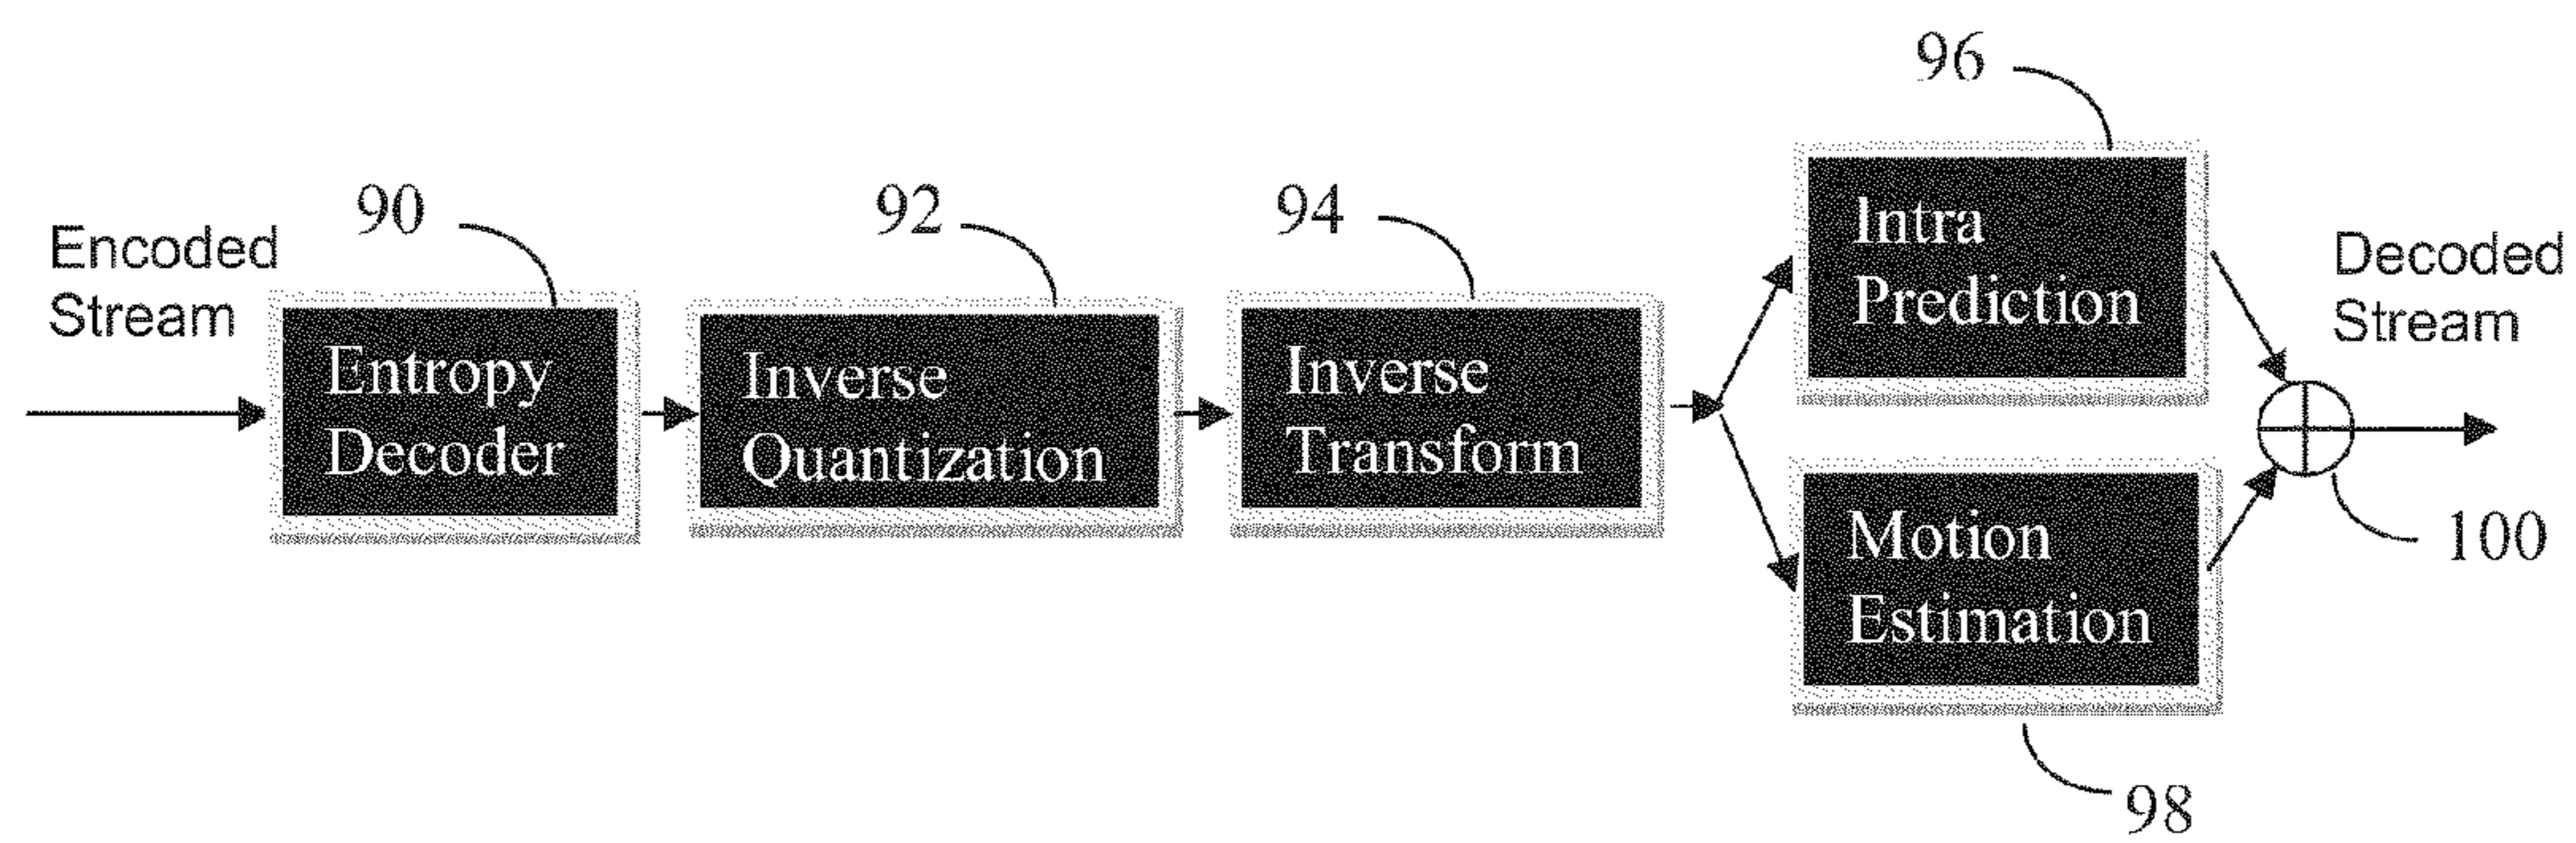 Encoded
Stream
90
Entropy
Decoder
92
Inverse
Quantization
94
Inverse
Transform
96
Intra
Prediction
Motion
Estimation
98
Decoded
Stream
100